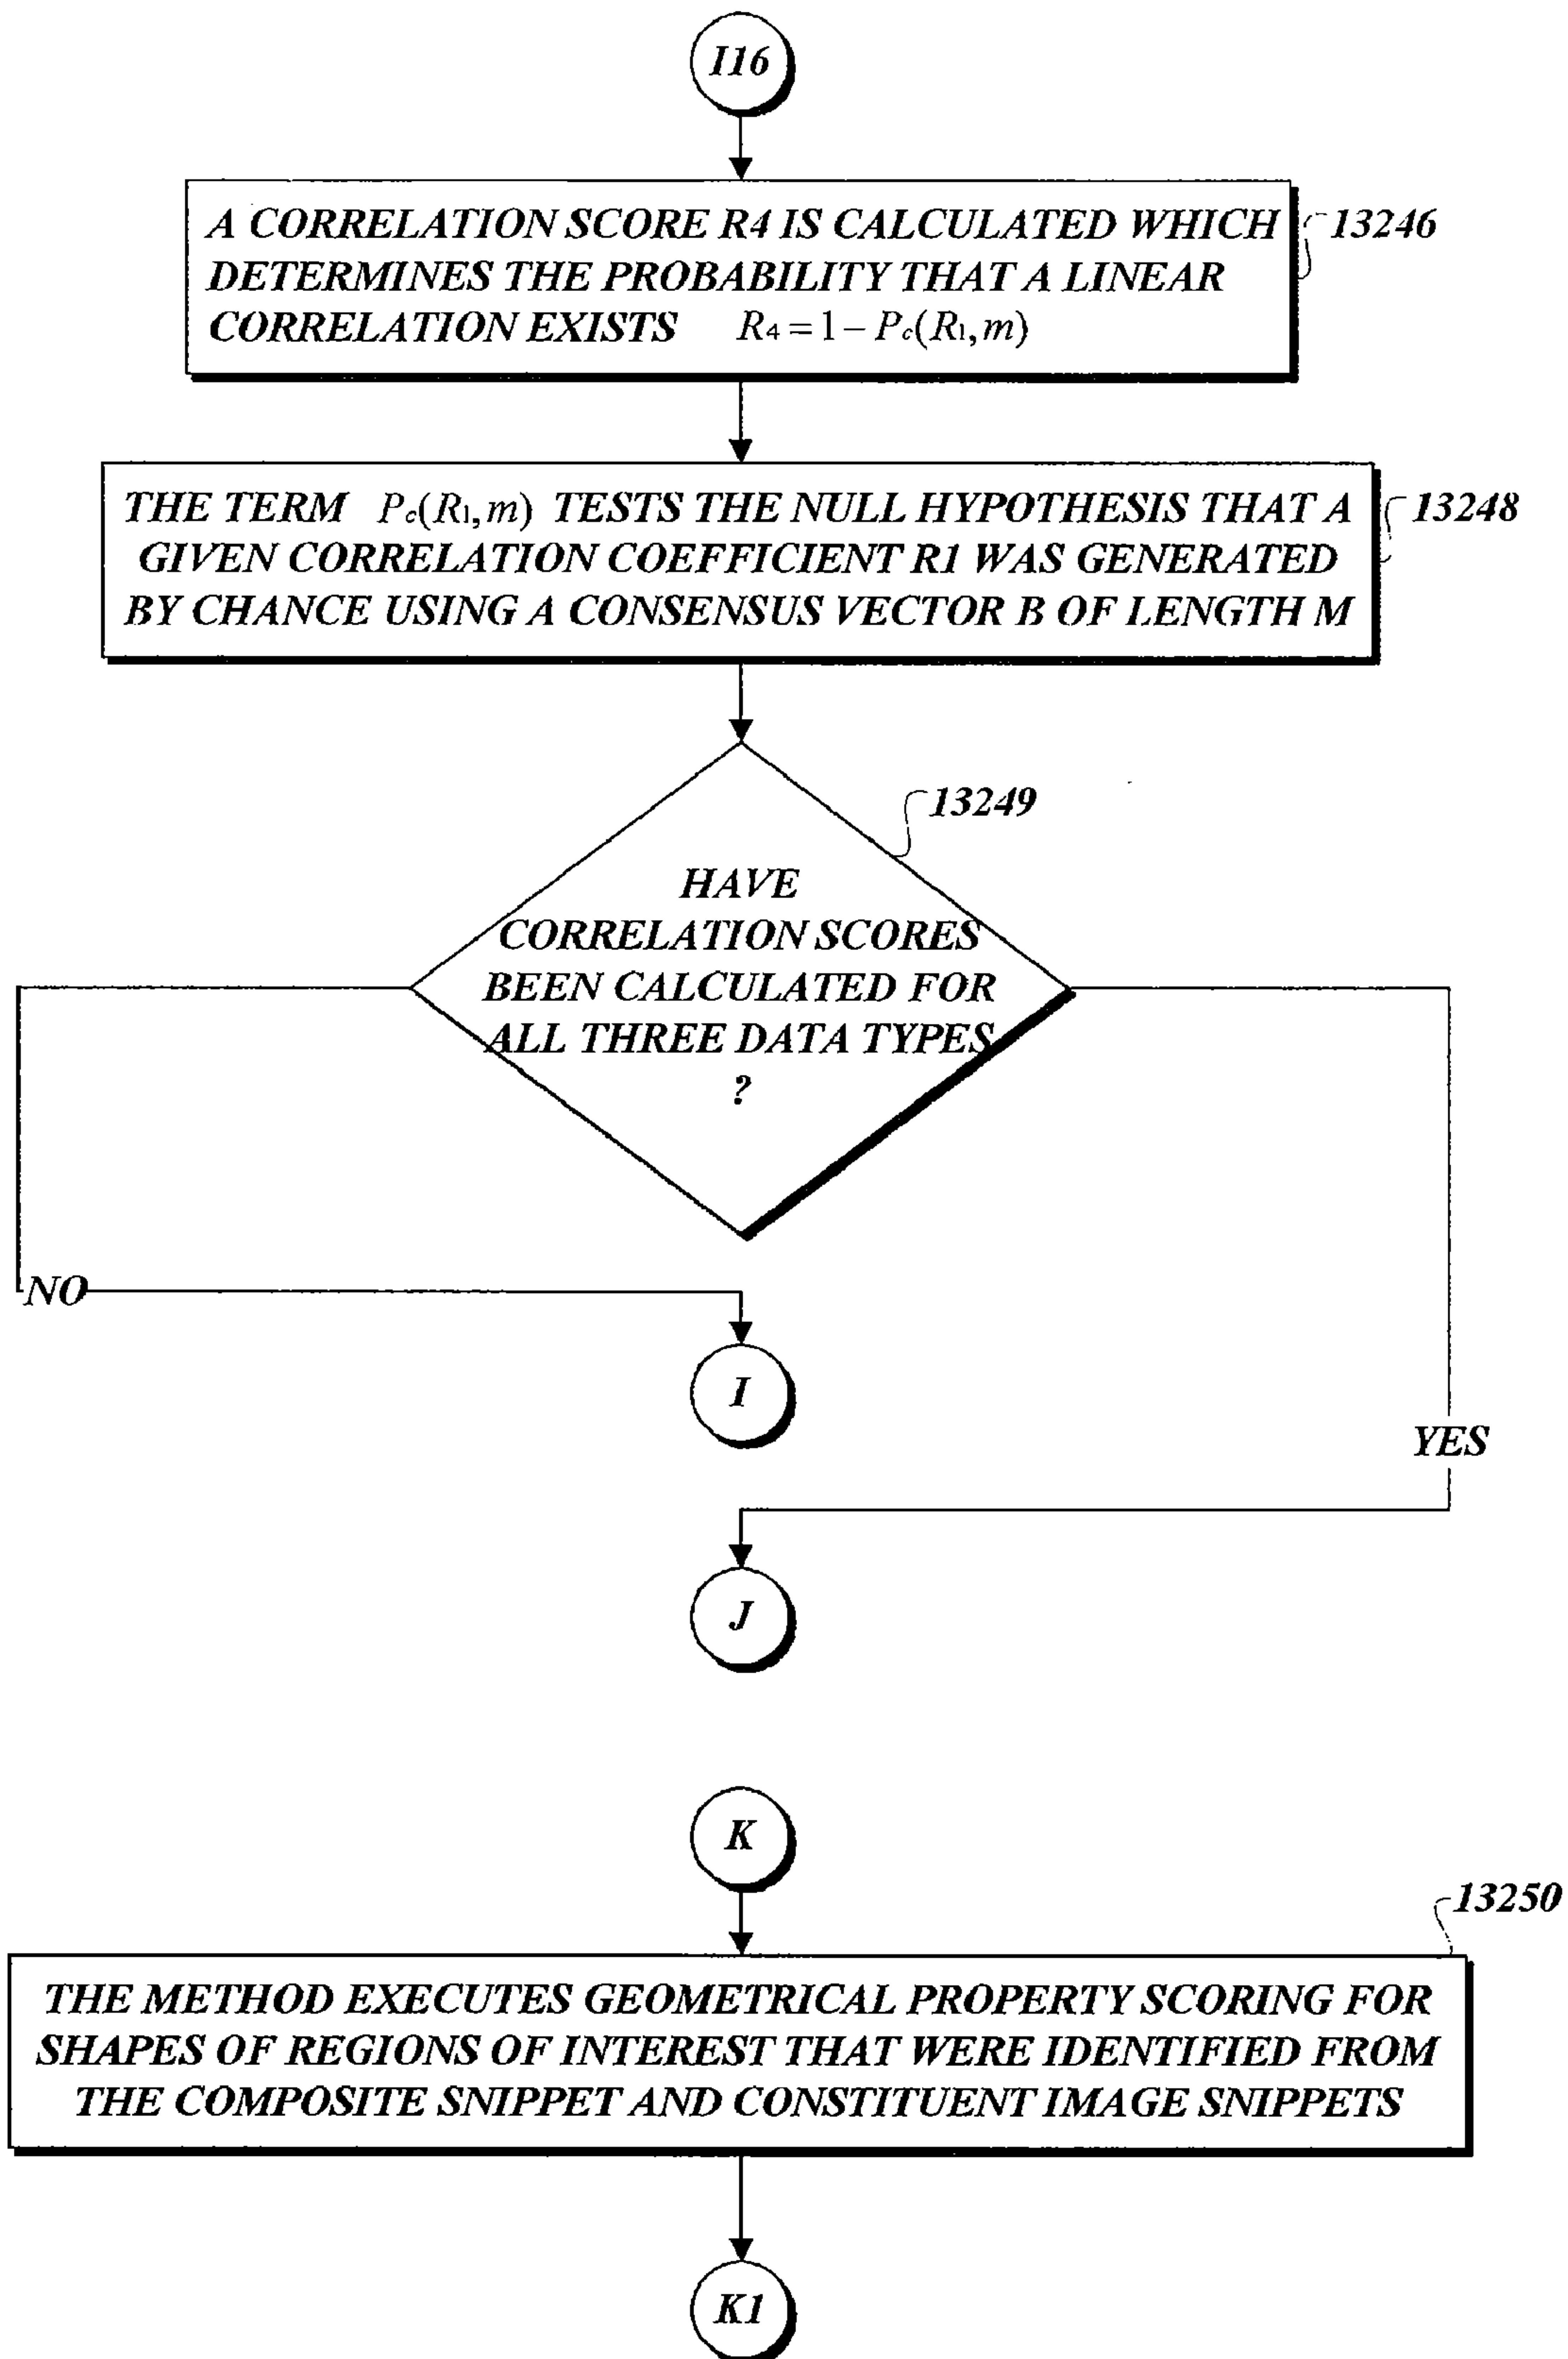 I16
A CORRELATION SCORE R4 IS CALCULATED WHICH
DETERMINES THE PROBABILITY THAT A LINEAR
CORRELATION EXISTS R4 = 1 − Pc(R1, m)
13246
THE TERM Pc(R1, m) TESTS THE NULL HYPOTHESIS THAT A
GIVEN CORRELATION COEFFICIENT R1 WAS GENERATED
BY CHANCE USING A CONSENSUS VECTOR B OF LENGTH M
13248
13249
HAVE
CORRELATION SCORES
BEEN CALCULATED FOR
ALL THREE DATA TYPES
?
NO
I
YES
J
K
13250
THE METHOD EXECUTES GEOMETRICAL PROPERTY SCORING FOR
SHAPES OF REGIONS OF INTEREST THAT WERE IDENTIFIED FROM
THE COMPOSITE SNIPPET AND CONSTITUENT IMAGE SNIPPETS
K1